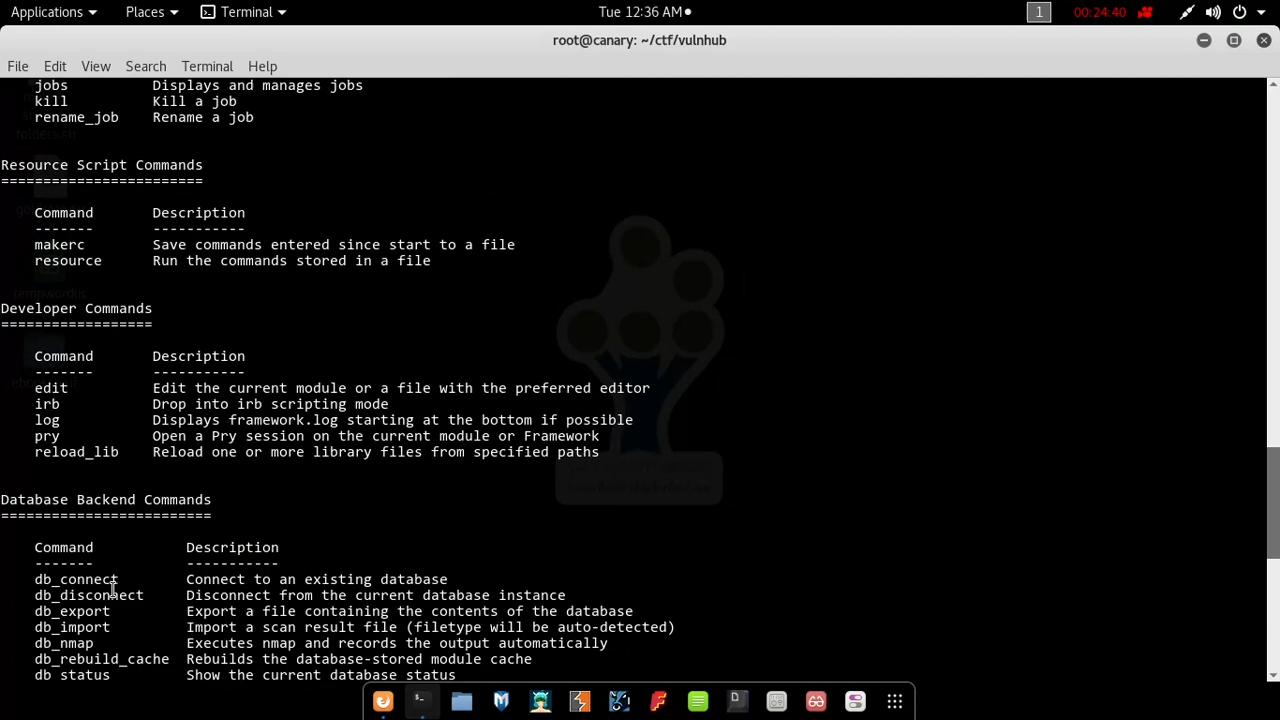 Applications Places Terminal Tue 12:36 AM 1 00:24:40
root@canary: ~/ctf/vulnhub
File Edit View Search Terminal Help
jobs Displays and manages jobs
kill Kill a job
rename_job Rename a job
Resource Script Commands
========================
Command Description
------- -----------
makerc Save commands entered since start to a file
resource Run the commands stored in a file
Developer Commands
==================
Command Description
------- -----------
edit Edit the current module or a file with the preferred editor
irb Drop into irb scripting mode
log Displays framework.log starting at the bottom if possible
pry Open a Pry session on the current module or Framework
reload_lib Reload one or more library files from specified paths
Database Backend Commands
=========================
Command Description
------- -----------
db_connect Connect to an existing database
db_disconnect Disconnect from the current database instance
db_export Export a file containing the contents of the database
db_import Import a scan result file (filetype will be auto-detected)
db_nmap Executes nmap and records the output automatically
db_rebuild_cache Rebuilds the database-stored module cache
db_status Show the current database status